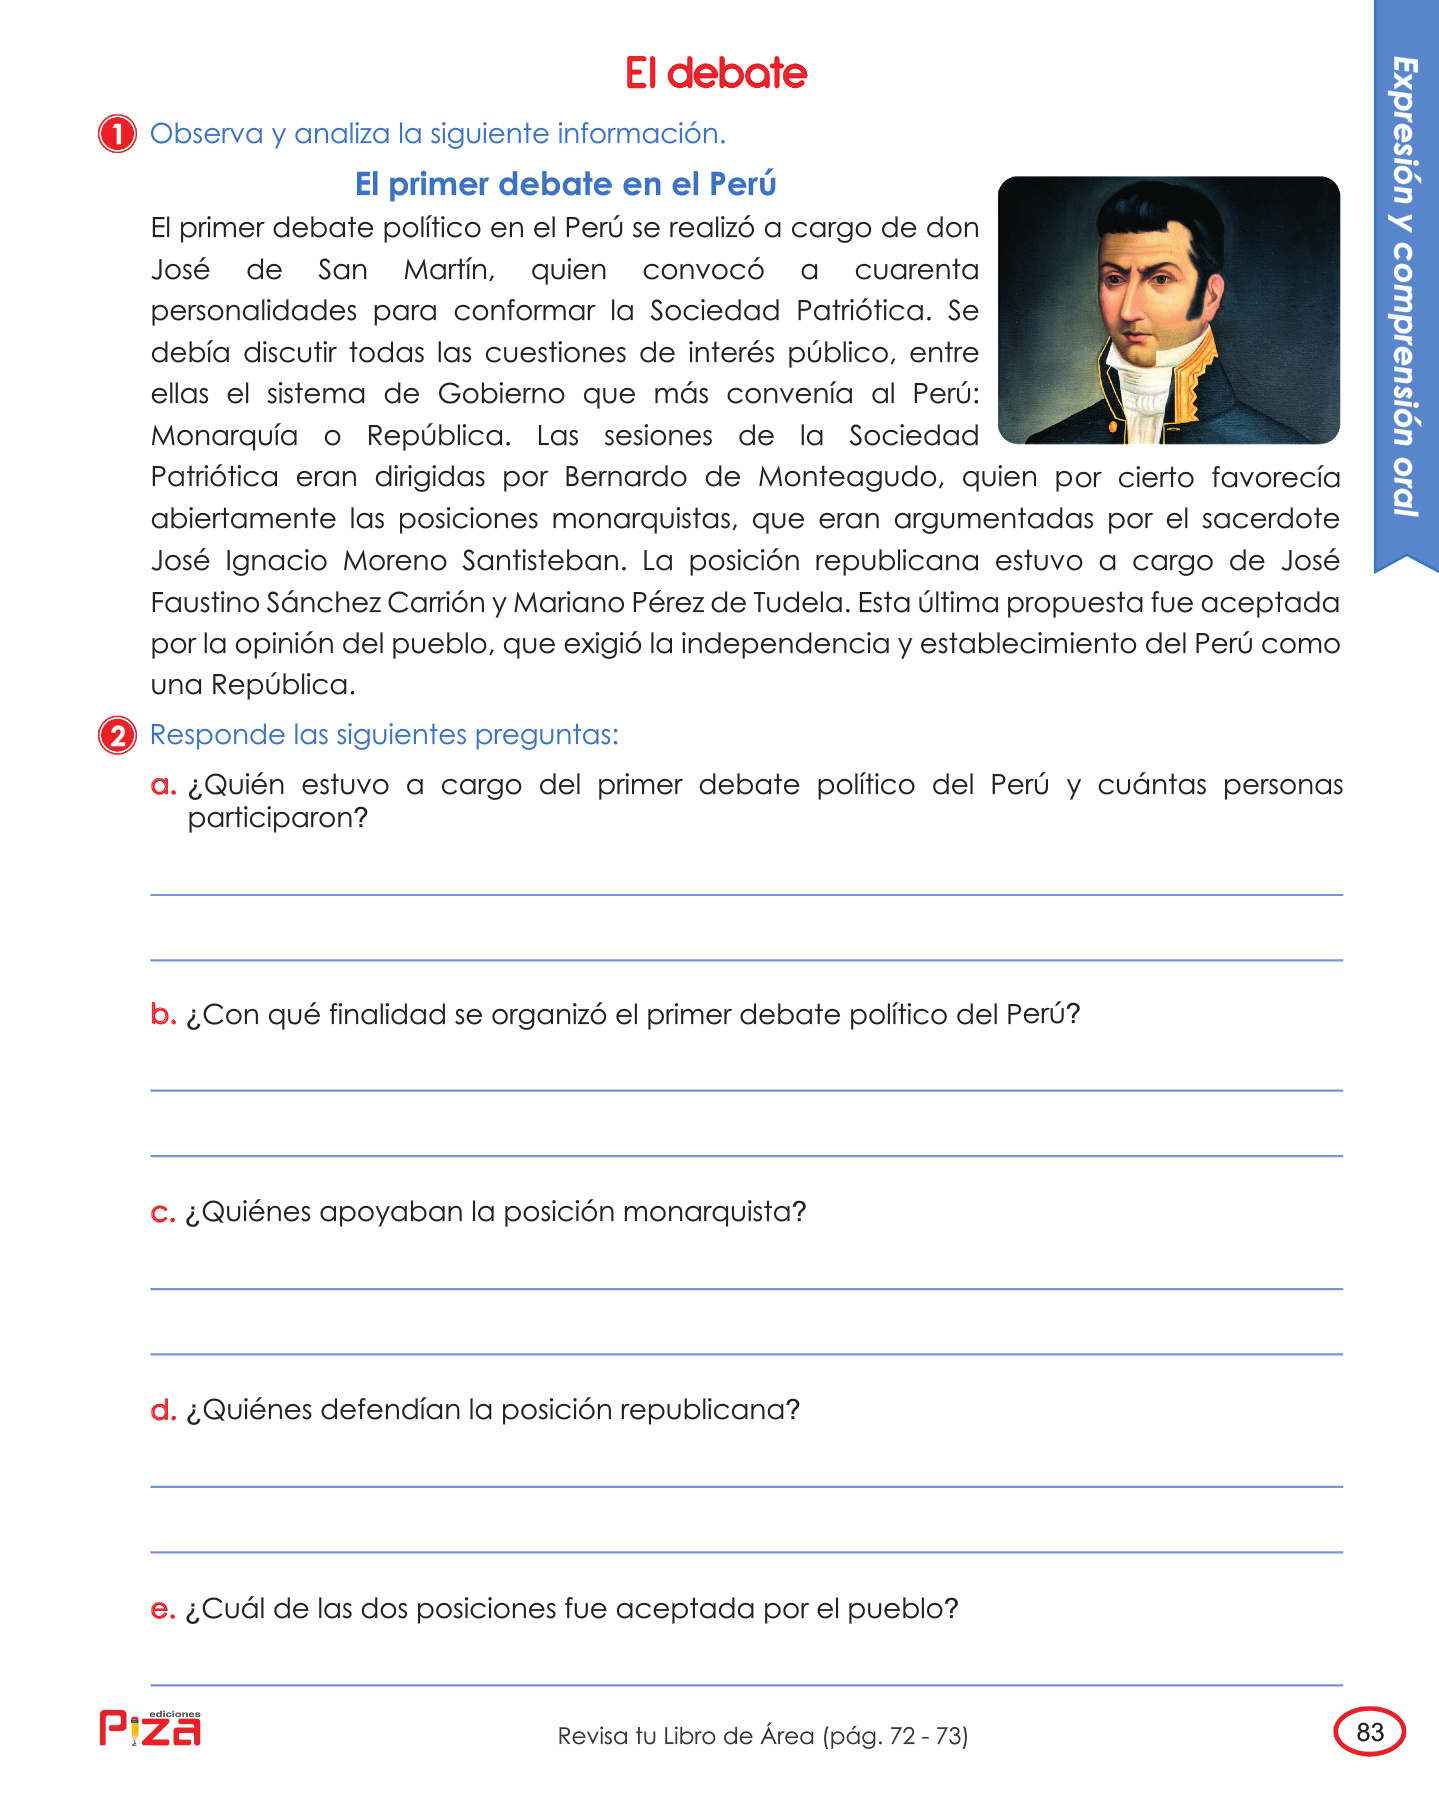 El debate
1 Observa y analiza la siguiente información.
El primer debate en el Perú
El primer debate político en el Perú se realizó a cargo de don
José de San Martín, quien convocó a cuarenta
personalidades para conformar la Sociedad Patriótica. Se
debía discutir todas las cuestiones de interés público, entre
ellas el sistema de Gobierno que más convenía al Perú:
Monarquía o República. Las sesiones de la Sociedad
Patriótica eran dirigidas por Bernardo de Monteagudo, quien por cierto favorecía
abiertamente las posiciones monarquistas, que eran argumentadas por el sacerdote
José Ignacio Moreno Santisteban. La posición republicana estuvo a cargo de José
Faustino Sánchez Carrión y Mariano Pérez de Tudela. Esta última propuesta fue aceptada
por la opinión del pueblo, que exigió la independencia y establecimiento del Perú como
una República.
2 Responde las siguientes preguntas:
a. ¿Quién estuvo a cargo del primer debate político del Perú y cuántas personas
participaron?
b. ¿Con qué finalidad se organizó el primer debate político del Perú?
c. ¿Quiénes apoyaban la posición monarquista?
d. ¿Quiénes defendían la posición republicana?
e. ¿Cuál de las dos posiciones fue aceptada por el pueblo?
Expresión y comprensión oral
ediciones
Piza
Revisa tu Libro de Área (pág. 72 - 73)
83